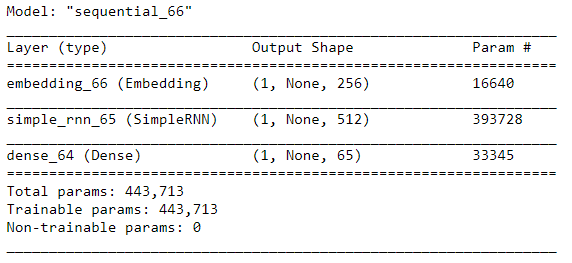 Model: "sequential_66"
_________________________________________________________________
Layer (type)                 Output Shape              Param #
=================================================================
embedding_66 (Embedding)     (1, None, 256)            16640
_________________________________________________________________
simple_rnn_65 (SimpleRNN)    (1, None, 512)            393728
_________________________________________________________________
dense_64 (Dense)             (1, None, 65)             33345
=================================================================
Total params: 443,713
Trainable params: 443,713
Non-trainable params: 0
_________________________________________________________________